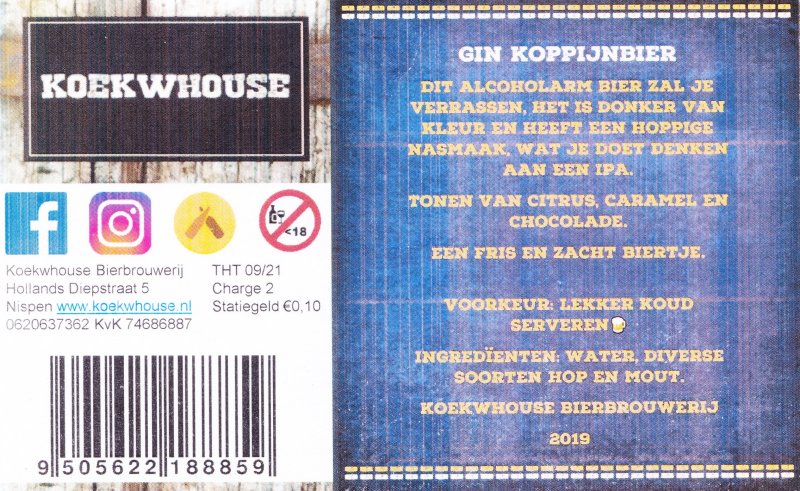 KOEKWHOUSE
<18
Koekwhouse Bierbrouwerij
Hollands Diepstraat 5
Nispen www.koekwhouse.nl
0620637362 KvK 74686887
THT 09/21
Charge 2
Statiegeld €0,10
9 505622 188859
GIN KOPPIJNBIER
DIT ALCOHOLARM BIER ZAL JE
VERRASSEN, HET IS DONKER VAN
KLEUR EN HEEFT EEN HOPPIGE
NASMAAK, WAT JE DOET DENKEN
AAN EEN IPA.
TONEN VAN CITRUS, CARAMEL EN
CHOCOLADE.
EEN FRIS EN ZACHT BIERTJE.
VOORKEUR: LEKKER KOUD
SERVEREN🍺
INGREDÏENTEN: WATER, DIVERSE
SOORTEN HOP EN MOUT.
KOEKWHOUSE BIERBROUWERIJ
2019